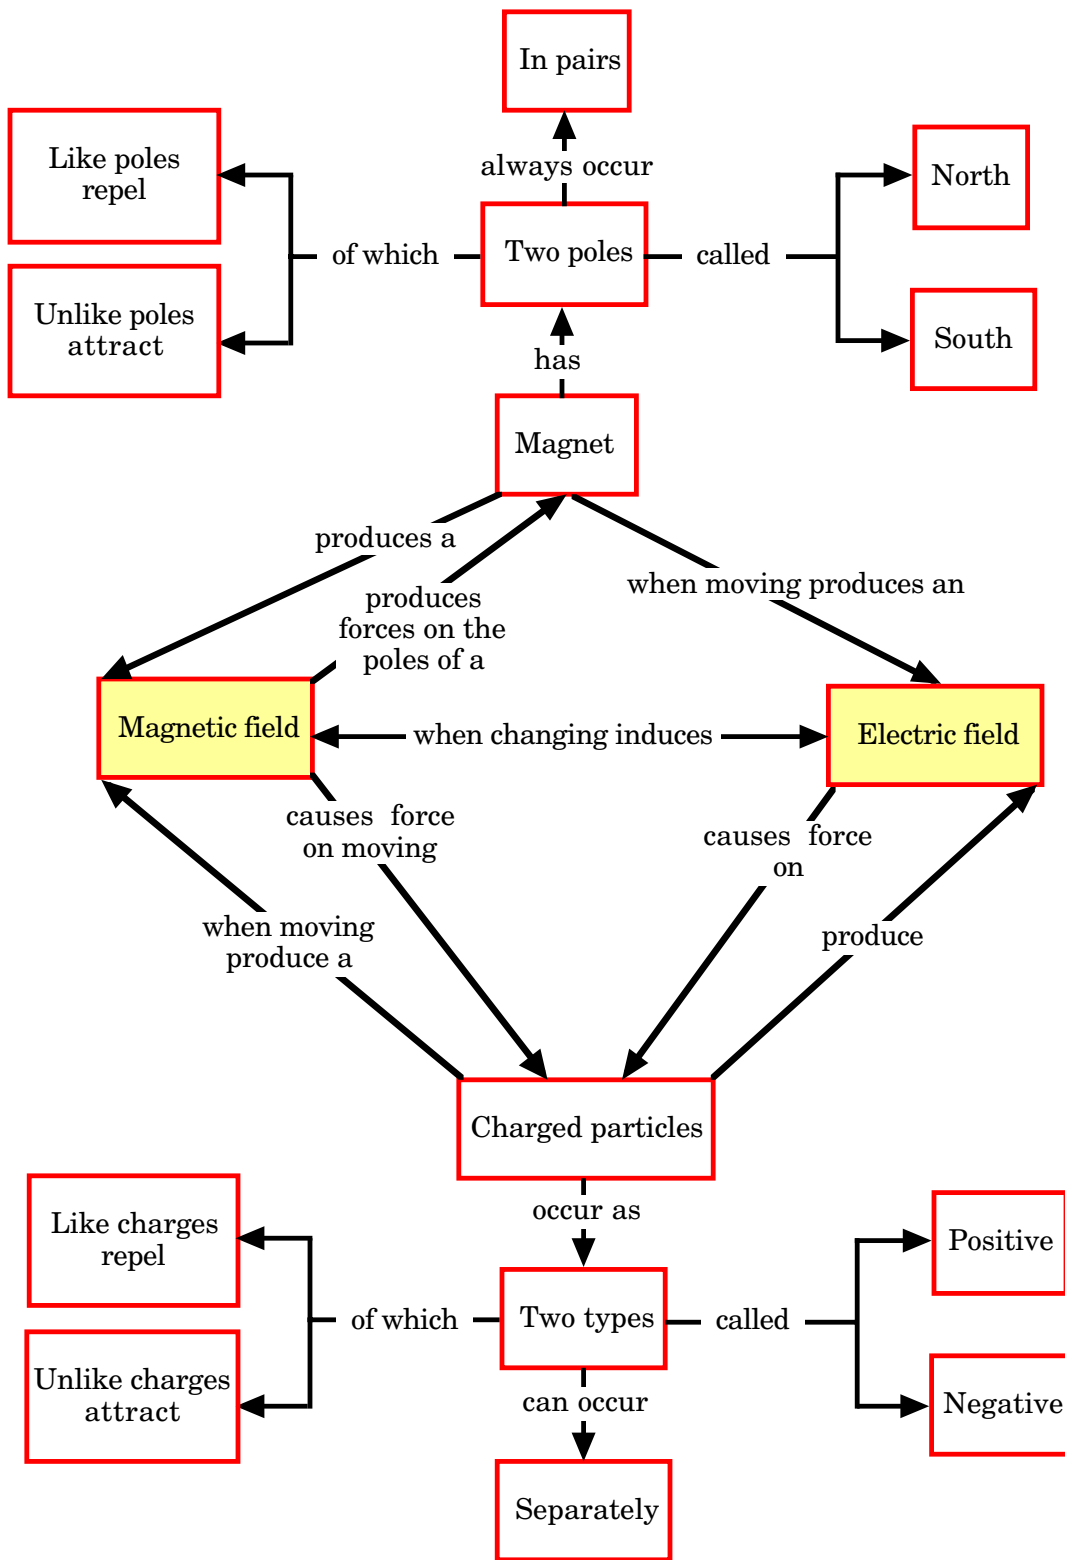 In pairs
always occur
Like poles
repel
North
of which
Two poles
called
Unlike poles
attract
South
has
Magnet
produces a
when moving produces an
produces
forces on the
poles of a
Magnetic field
when changing induces
Electric field
causes force
on moving
causes force
on
when moving
produce a
produce
Charged particles
occur as
Like charges
repel
Positive
of which
Two types
called
Unlike charges
attract
can occur
Negative
Separately